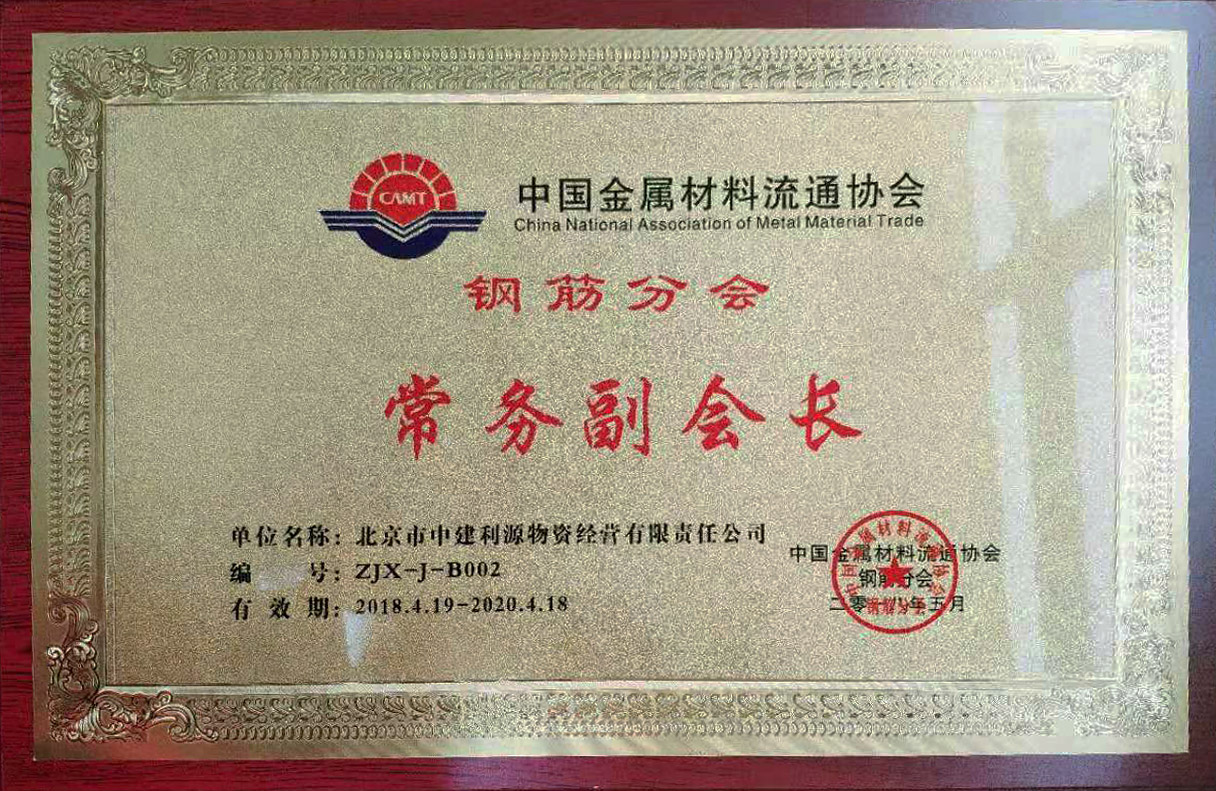 CAMT
中国金属材料流通协会
China National Association of Metal Material Trade
钢筋分会
常务副会长
单位名称：北京市中建利源物资经营有限责任公司
编 号：ZJX-J-B002
有 效 期：2018.4.19-2020.4.18
中国金属材料流通协会
钢筋分会
二零一八年五月